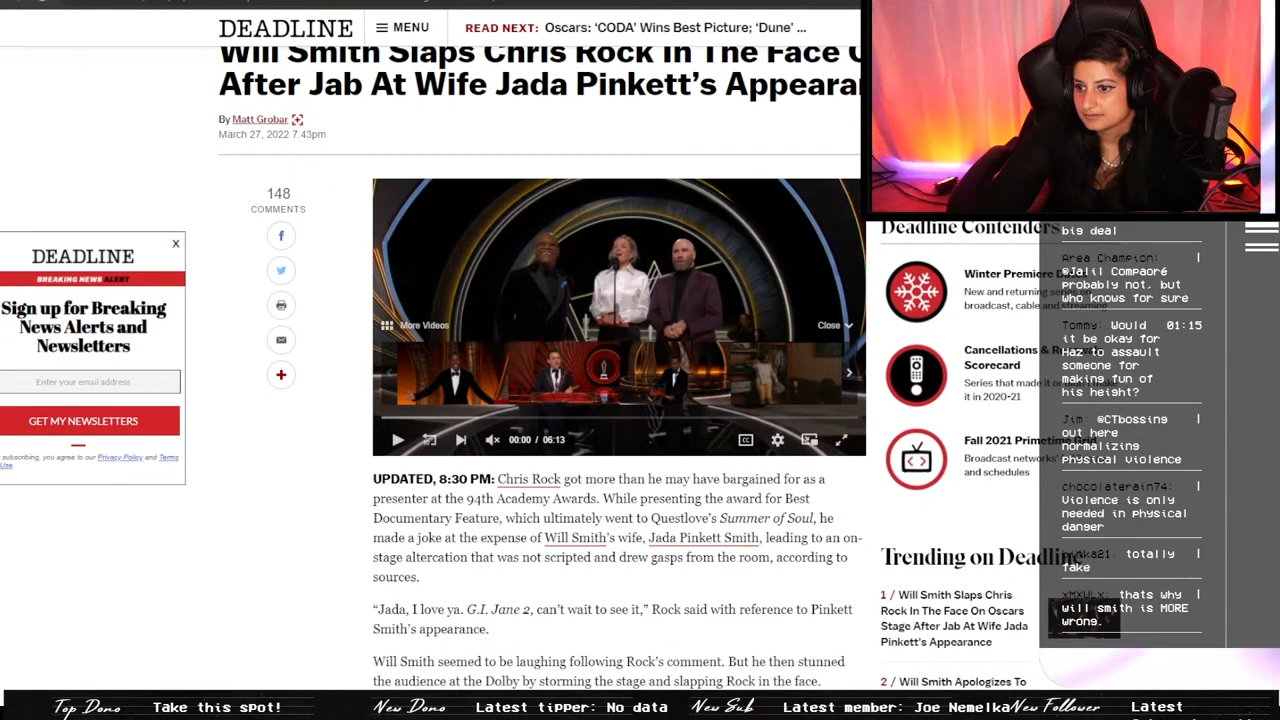 DEADLINE
MENU
READ NEXT: Oscars: ‘CODA’ Wins Best Picture; ‘Dune’ ...
Will Smith Slaps Chris Rock In The Face O
After Jab At Wife Jada Pinkett’s Appearan
By Matt Grobar
March 27, 2022 7:43pm
148
COMMENTS
X
DEADLINE
BREAKING NEWS ALERT
Sign up for Breaking
News Alerts and
Newsletters
Enter your email address
GET MY NEWSLETTERS
subscribing, you agree to our Privacy Policy and Terms
More Videos
Close
00:00 / 06:13
CC
UPDATED, 8:30 PM: Chris Rock got more than he may have bargained for as a
presenter at the 94th Academy Awards. While presenting the award for Best
Documentary Feature, which ultimately went to Questlove’s Summer of Soul, he
made a joke at the expense of Will Smith’s wife, Jada Pinkett Smith, leading to an on-
stage altercation that was not scripted and drew gasps from the room, according to
sources.
“Jada, I love ya. G.I. Jane 2, can’t wait to see it,” Rock said with reference to Pinkett
Smith’s appearance.
Will Smith seemed to be laughing following Rock’s comment. But he then stunned
the audience at the Dolby by storming the stage and slapping Rock in the face.
Deadline Contenders
Winter Premiere
New and returning series on
broadcast, cable and streaming
Cancellations &
Scorecard
Series that made it
it in 2020-21
Fall 2021 Primetime Grid
Broadcast networks’
and schedules
Trending on Deadline
1 / Will Smith Slaps Chris
Rock In The Face On Oscars
Stage After Jab At Wife Jada
Pinkett’s Appearance
2 / Will Smith Apologizes To
big deal
Area Champion:
@Jalil Compaoré
Probably not, but
who knows for sure
Tommy: Would 01:15
it be okay for
Haz to assault
someone for
making fun of
his height?
Jim: @CTbossing
out here
normalizing
physical violence
chocolaterain74:
Violence is only
needed in physical
danger
totally
fake
XMXWLX: thats why
will smith is MORE
wrong.
Top Dono Take this spot! New Dono Latest tipper: No data New Sub Latest member: Joe Nemelka New Follower Latest